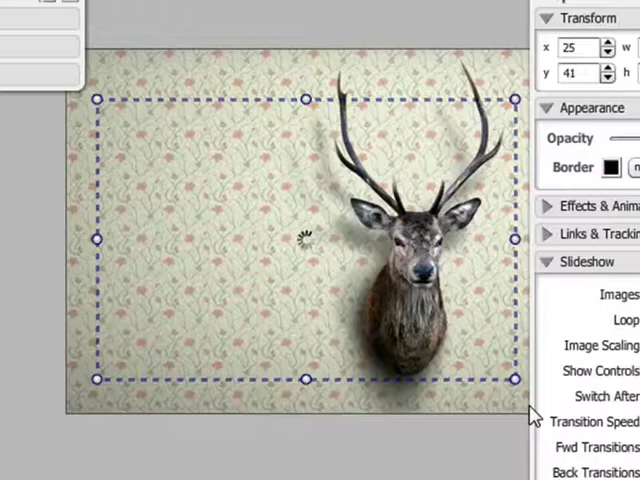 Transform
x 25 w
y 41 h
Appearance
Opacity
Border
Effects & Anima
Links & Trackin
Slideshow
Images
Loop
Image Scaling
Show Controls
Switch After
Transition Speed
Fwd Transitions
Back Transitions